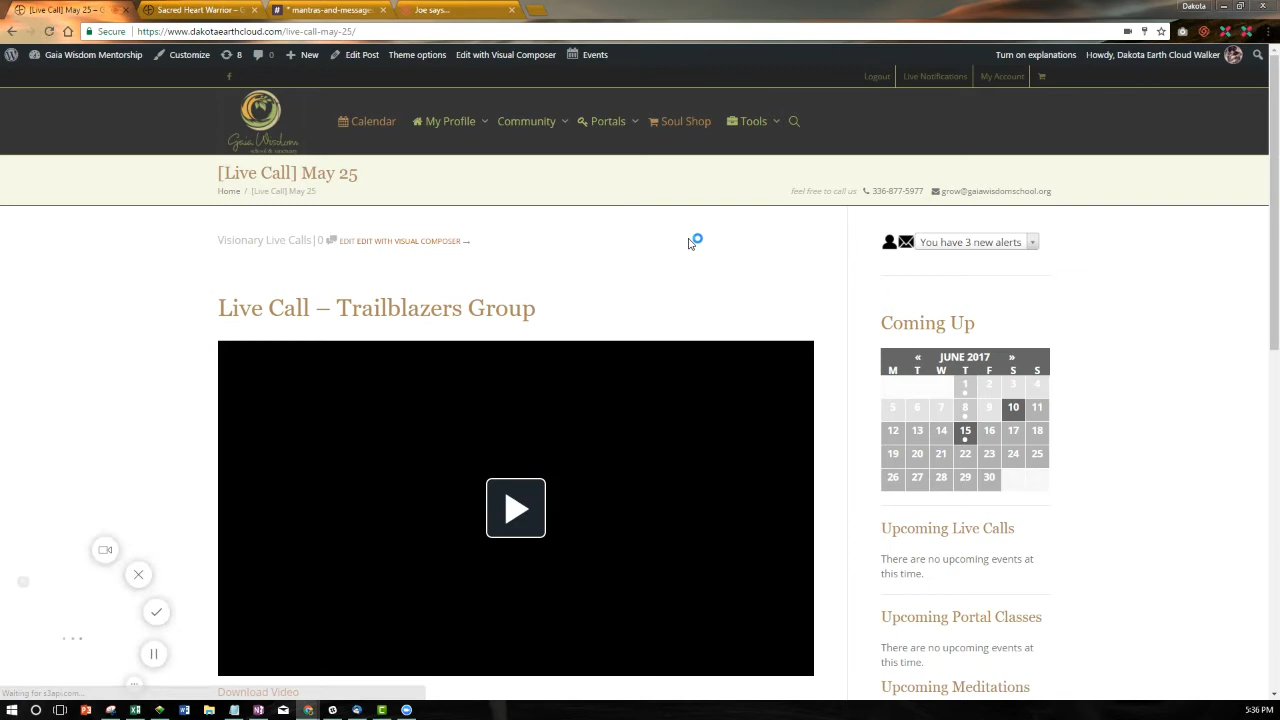 [Live Call] May 25 – G
Sacred Heart Warrior – G
* mantras-and-message
Joe says...
Dakota
Secure
https://www.dakotaearthcloud.com/live-call-may-25/
Gaia Wisdom Mentorship
Customize
8
0
New
Edit Post
Theme options
Edit with Visual Composer
Events
Turn on explanations
Howdy, Dakota Earth Cloud Walker
Logout
Live Notifications
My Account
Gaia Wisdom
school & sanctuary
Calendar
My Profile
Community
Portals
Soul Shop
Tools
[Live Call] May 25
Home / [Live Call] May 25
feel free to call us 336-877-5977 grow@gaiawisdomschool.org
Visionary Live Calls|0 EDIT EDIT WITH VISUAL COMPOSER →
You have 3 new alerts
Live Call – Trailblazers Group
Coming Up
« JUNE 2017 »
M T W T F S S
1 2 3 4
5 6 7 8 9 10 11
12 13 14 15 16 17 18
19 20 21 22 23 24 25
26 27 28 29 30
Upcoming Live Calls
There are no upcoming events at
this time.
Upcoming Portal Classes
There are no upcoming events at
this time.
Upcoming Meditations
Download Video
Waiting for s3api.com...
5:36 PM